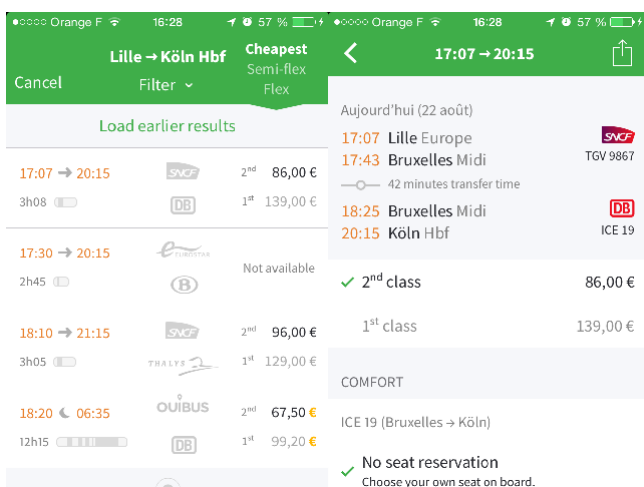 Orange F 16:28 57 %
Lille → Köln Hbf
Cheapest
Semi-flex
Flex
Cancel
Filter
Load earlier results
17:07 → 20:15 SNCF 2nd 86,00 €
3h08 DB 1st 139,00 €
17:30 → 20:15 eurostar
Not available
2h45 B
18:10 → 21:15 SNCF 2nd 96,00 €
3h05 THALYS 1st 129,00 €
18:20 06:35 OUIBUS 2nd 67,50 €
12h15 DB 1st 99,20 €
Orange F 16:28 57 %
17:07 → 20:15
Aujourd'hui (22 août)
17:07 Lille Europe SNCF
17:43 Bruxelles Midi TGV 9867
42 minutes transfer time
18:25 Bruxelles Midi DB
20:15 Köln Hbf ICE 19
2nd class 86,00 €
1st class 139,00 €
COMFORT
ICE 19 (Bruxelles → Köln)
No seat reservation
Choose your own seat on board.